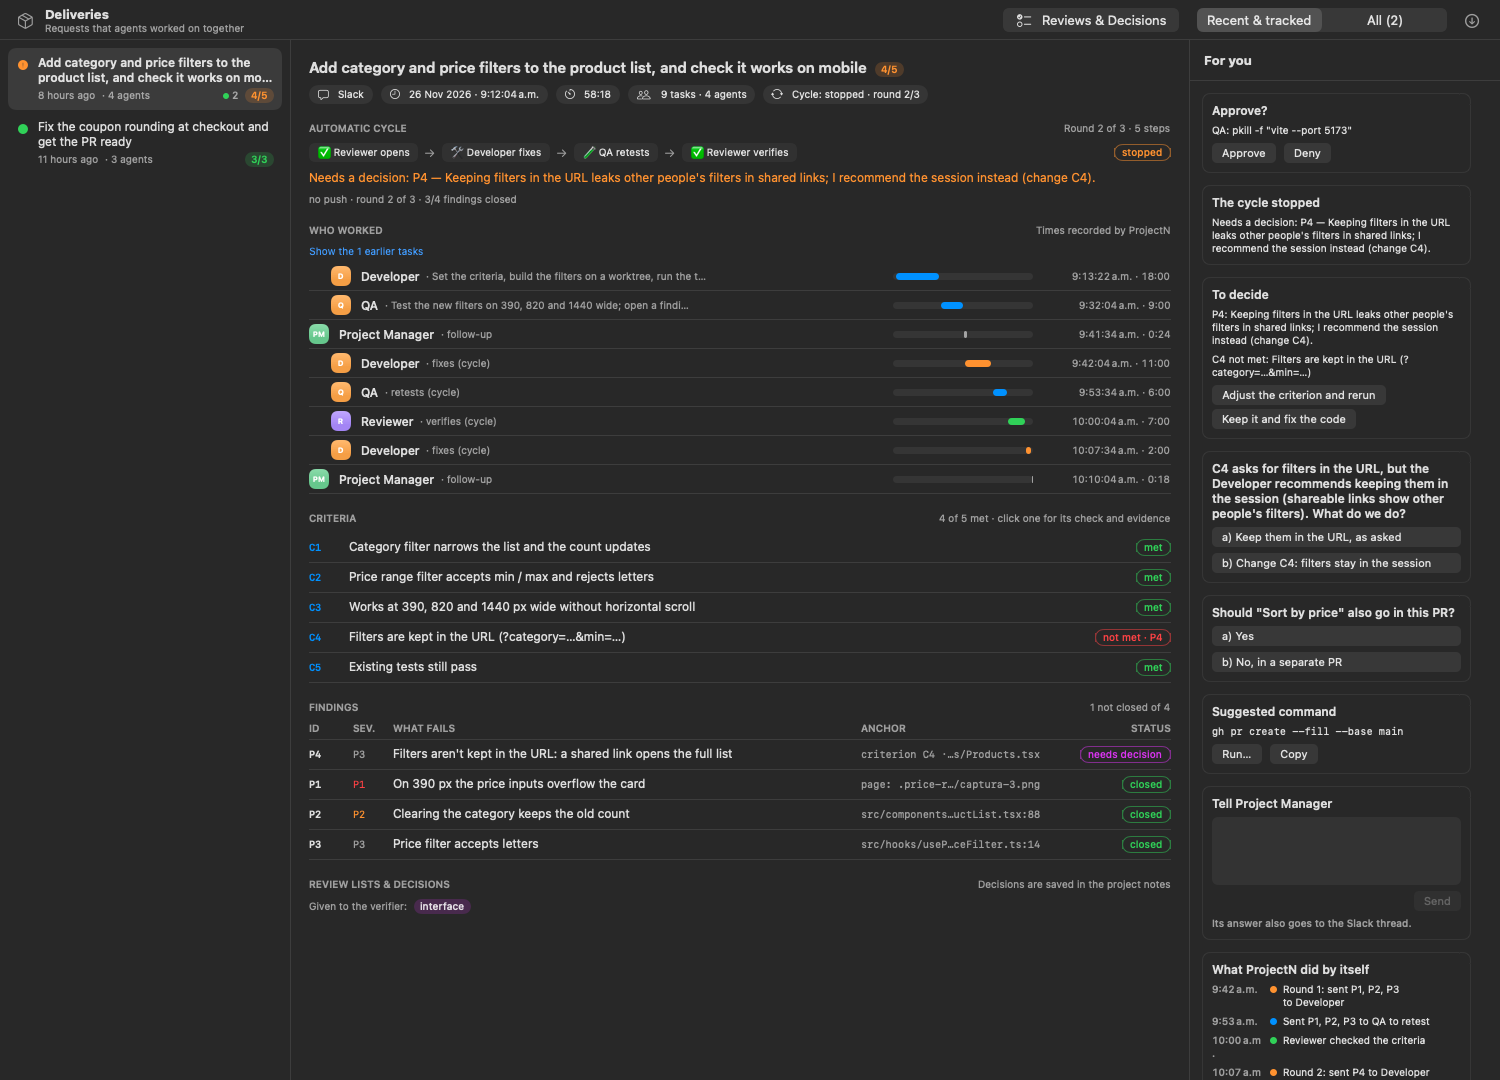 Deliveries
Requests that agents worked on together
Reviews & Decisions
Recent & tracked
All (2)
Add category and price filters to the
product list, and check it works on mo...
8 hours ago · 4 agents
2
4/5
Fix the coupon rounding at checkout and
get the PR ready
11 hours ago · 3 agents
3/3
Add category and price filters to the product list, and check it works on mobile
4/5
Slack
26 Nov 2026 · 9:12:04 a.m.
58:18
9 tasks · 4 agents
Cycle: stopped · round 2/3
AUTOMATIC CYCLE
Round 2 of 3 · 5 steps
✅ Reviewer opens
→
🛠 Developer fixes
→
🧪 QA retests
→
✅ Reviewer verifies
stopped
Needs a decision: P4 — Keeping filters in the URL leaks other people's filters in shared links; I recommend the session instead (change C4).
no push · round 2 of 3 · 3/4 findings closed
WHO WORKED
Times recorded by ProjectN
Show the 1 earlier tasks
D Developer · Set the criteria, build the filters on a worktree, run the t...
9:13:22 a.m. · 18:00
Q QA · Test the new filters on 390, 820 and 1440 wide; open a findi...
9:32:04 a.m. · 9:00
PM Project Manager · follow-up
9:41:34 a.m. · 0:24
D Developer · fixes (cycle)
9:42:04 a.m. · 11:00
Q QA · retests (cycle)
9:53:34 a.m. · 6:00
R Reviewer · verifies (cycle)
10:00:04 a.m. · 7:00
D Developer · fixes (cycle)
10:07:34 a.m. · 2:00
PM Project Manager · follow-up
10:10:04 a.m. · 0:18
CRITERIA
4 of 5 met · click one for its check and evidence
C1 Category filter narrows the list and the count updates met
C2 Price range filter accepts min / max and rejects letters met
C3 Works at 390, 820 and 1440 px wide without horizontal scroll met
C4 Filters are kept in the URL (?category=...&min=...) not met · P4
C5 Existing tests still pass met
FINDINGS
1 not closed of 4
ID SEV. WHAT FAILS ANCHOR STATUS
P4 P3 Filters aren't kept in the URL: a shared link opens the full list criterion C4 ·…s/Products.tsx needs decision
P1 P1 On 390 px the price inputs overflow the card page: .price-r…/captura-3.png closed
P2 P2 Clearing the category keeps the old count src/components…uctList.tsx:88 closed
P3 P3 Price filter accepts letters src/hooks/useP…ceFilter.ts:14 closed
REVIEW LISTS & DECISIONS
Decisions are saved in the project notes
Given to the verifier: interface
For you
Approve?
QA: pkill -f "vite --port 5173"
Approve
Deny
The cycle stopped
Needs a decision: P4 — Keeping filters in the URL
leaks other people's filters in shared links; I
recommend the session instead (change C4).
To decide
P4: Keeping filters in the URL leaks other people's
filters in shared links; I recommend the session
instead (change C4).
C4 not met: Filters are kept in the URL (?
category=...&min=...)
Adjust the criterion and rerun
Keep it and fix the code
C4 asks for filters in the URL, but the
Developer recommends keeping them in
the session (shareable links show other
people's filters). What do we do?
a) Keep them in the URL, as asked
b) Change C4: filters stay in the session
Should "Sort by price" also go in this PR?
a) Yes
b) No, in a separate PR
Suggested command
gh pr create --fill --base main
Run...
Copy
Tell Project Manager
Send
Its answer also goes to the Slack thread.
What ProjectN did by itself
9:42 a.m. Round 1: sent P1, P2, P3
to Developer
9:53 a.m. Sent P1, P2, P3 to QA to retest
10:00 a.m Reviewer checked the criteria
.
10:07 a.m Round 2: sent P4 to Developer